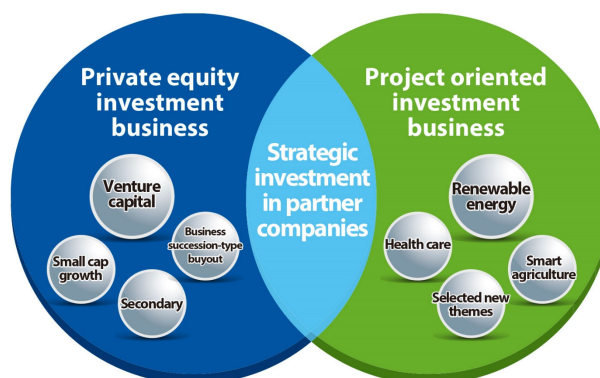 Private equity
investment
business
Venture
capital
Business
succession-type
buyout
Small cap
growth
Secondary
Strategic
investment
in partner
companies
Project oriented
investment
business
Renewable
energy
Health care
Smart
agriculture
Selected new
themes